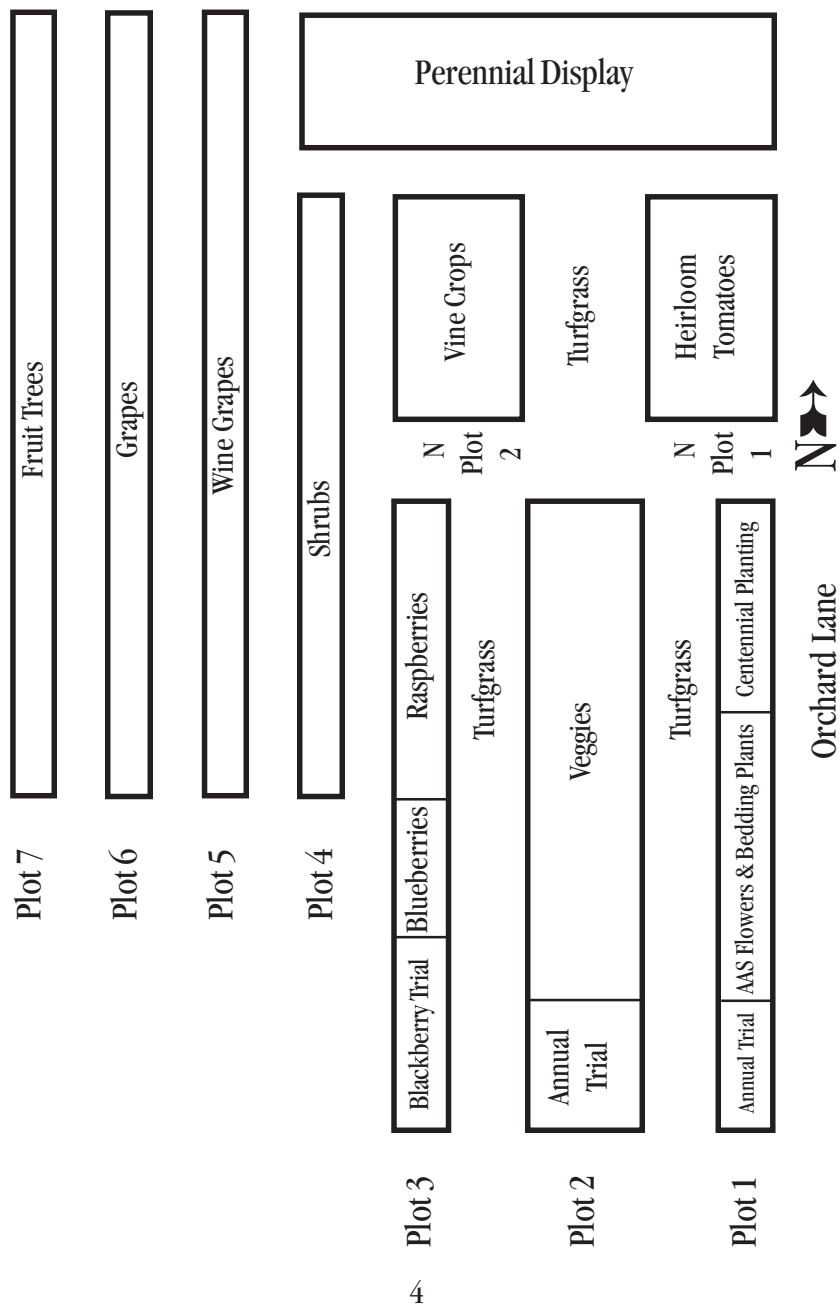 Plot 7
Fruit Trees
Plot 6
Grapes
Plot 5
Wine Grapes
Plot 4
Shrubs
Perennial Display
Plot 3
Blackberry Trial
Blueberries
Raspberries
N
Plot
2
Vine Crops
Turfgrass
Turfgrass
Plot 2
Annual
Trial
Veggies
Turfgrass
N
Plot
1
Heirloom
Tomatoes
Plot 1
Annual Trial
AAS Flowers & Bedding Plants
Centennial Planting
Orchard Lane
N
4